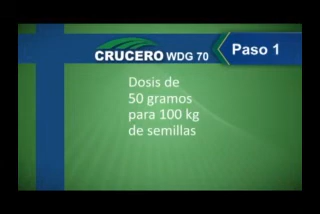 CRUCERO WDG 70
Paso 1
Dosis de
50 gramos
para 100 kg
de semillas